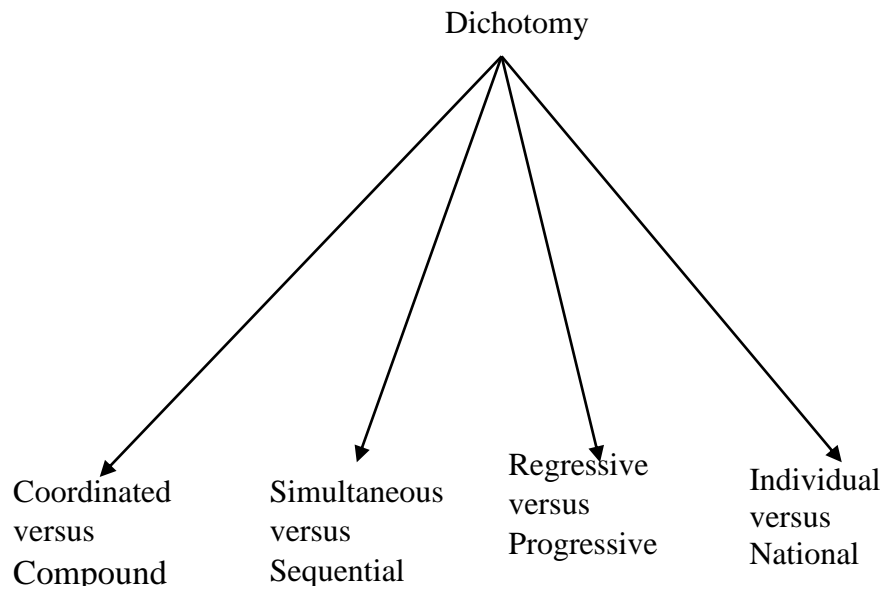 Dichotomy
Coordinated
versus
Compound
Simultaneous
versus
Sequential
Regressive
versus
Progressive
Individual
versus
National